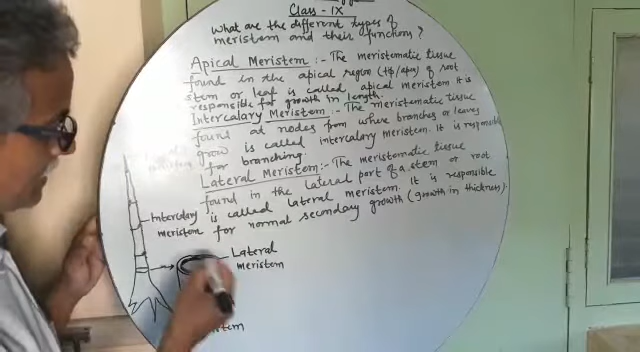 Class - IX
What are the different types of
meristem and their functions?
Apical Meristem :- The meristematic tissue
found in the apical region (tip/apex) of root
stem or leaf is called apical meristem it is
responsible for growth in length.
Intercalary Meristem :- The meristematic tissue
found at nodes from where branches or leaves
grow is called intercalary meristem. It is responsible
for branching.
Lateral Meristem :- The meristematic tissue
found in the lateral part of a stem or root
is called lateral meristem. It is responsible
for normal secondary growth (growth in thickness)
Intercalary
meristem
Lateral
meristem